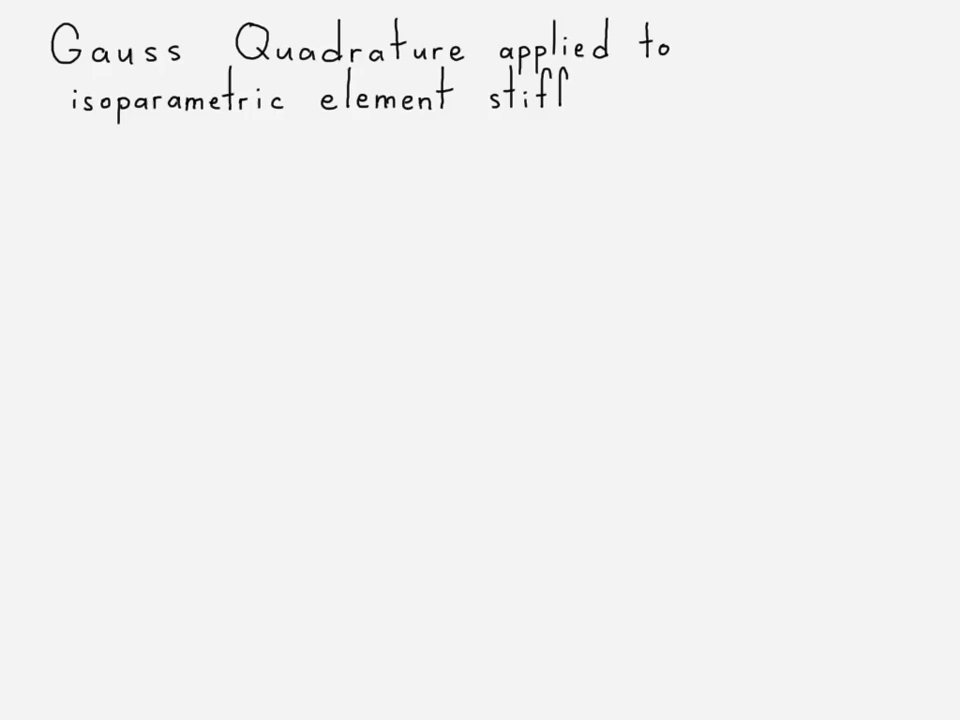 Gauss Quadrature applied to
isoparametric element stiff